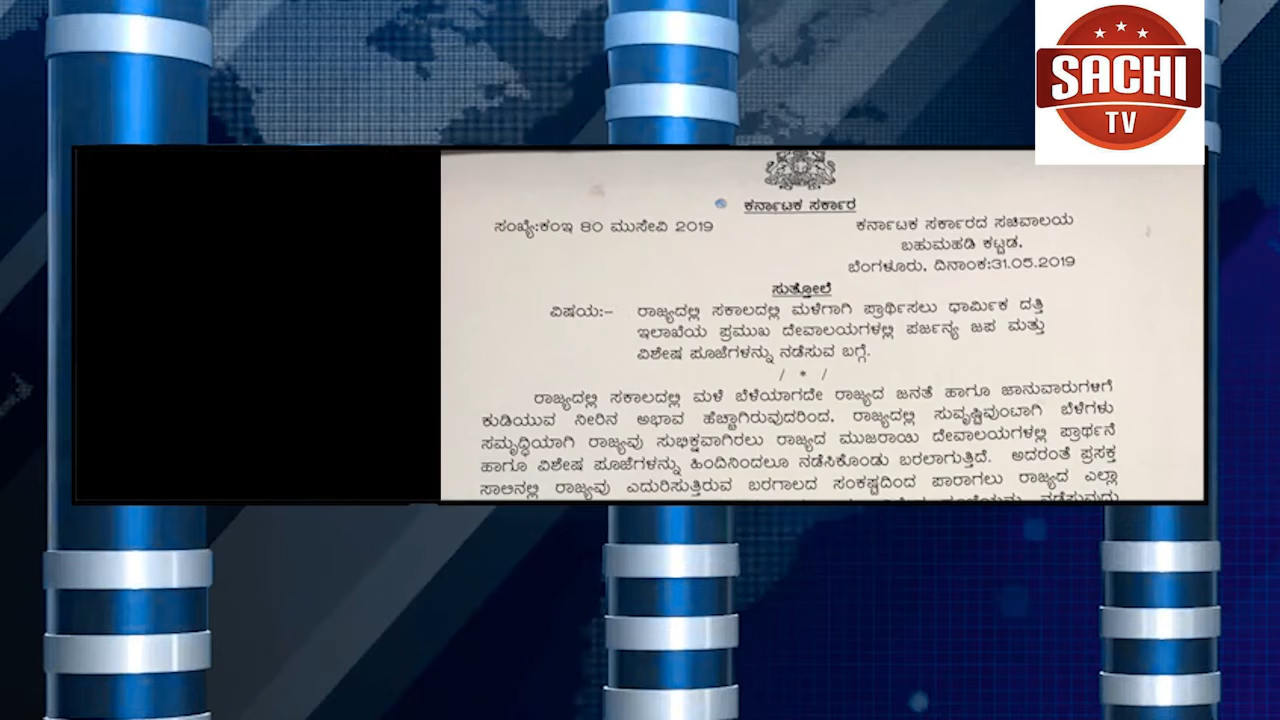 SACHI
TV
ಕರ್ನಾಟಕ ಸರ್ಕಾರ
ಸಂಖ್ಯೆ:ಕಂಇ 80 ಮುಸೇವಿ 2019
ಕರ್ನಾಟಕ ಸರ್ಕಾರದ ಸಚಿವಾಲಯ
ಬಹುಮಹಡಿ ಕಟ್ಟಡ,
ಬೆಂಗಳೂರು, ದಿನಾಂಕ:31.05.2019
ಸುತ್ತೋಲೆ
ವಿಷಯ:- ರಾಜ್ಯದಲ್ಲಿ ಸಕಾಲದಲ್ಲಿ ಮಳೆಗಾಗಿ ಪ್ರಾರ್ಥಿಸಲು ಧಾರ್ಮಿಕ ದತ್ತಿ
ಇಲಾಖೆಯ ಪ್ರಮುಖ ದೇವಾಲಯಗಳಲ್ಲಿ ಪರ್ಜನ್ಯ ಜಪ ಮತ್ತು
ವಿಶೇಷ ಪೂಜೆಗಳನ್ನು ನಡೆಸುವ ಬಗ್ಗೆ.
/ * /
ರಾಜ್ಯದಲ್ಲಿ ಸಕಾಲದಲ್ಲಿ ಮಳೆ ಬೆಳೆಯಾಗದೇ ರಾಜ್ಯದ ಜನತೆ ಹಾಗೂ ಜಾನುವಾರುಗಳಿಗೆ
ಕುಡಿಯುವ ನೀರಿನ ಅಭಾವ ಹೆಚ್ಚಾಗಿರುವುದರಿಂದ, ರಾಜ್ಯದಲ್ಲಿ ಸುವೃಷ್ಟಿವುಂಟಾಗಿ ಬೆಳೆಗಳು
ಸಮೃದ್ಧಿಯಾಗಿ ರಾಜ್ಯವು ಸುಭಿಕ್ಷವಾಗಿರಲು ರಾಜ್ಯದ ಮುಜರಾಯಿ ದೇವಾಲಯಗಳಲ್ಲಿ ಪ್ರಾರ್ಥನೆ
ಹಾಗೂ ವಿಶೇಷ ಪೂಜೆಗಳನ್ನು ಹಿಂದಿನಿಂದಲೂ ನಡೆಸಿಕೊಂಡು ಬರಲಾಗುತ್ತಿದೆ. ಅದರಂತೆ ಪ್ರಸಕ್ತ
ಸಾಲಿನಲ್ಲಿ ರಾಜ್ಯವು ಎದುರಿಸುತ್ತಿರುವ ಬರಗಾಲದ ಸಂಕಷ್ಟದಿಂದ ಪಾರಾಗಲು ರಾಜ್ಯದ ಎಲ್ಲಾ